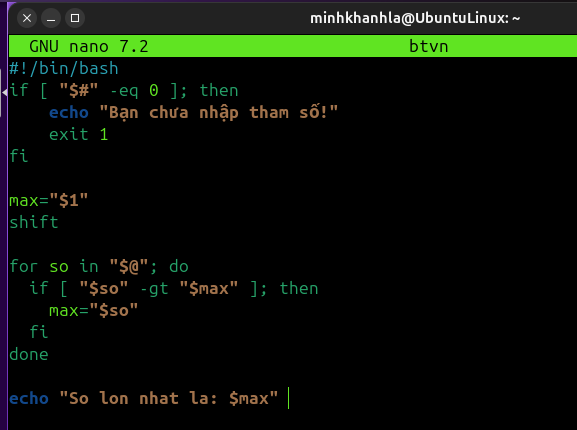 minhkhanhla@UbuntuLinux: ~
GNU nano 7.2 btvn
#!/bin/bash
if [ "$#" -eq 0 ]; then
    echo "Bạn chưa nhập tham số!"
    exit 1
fi

max="$1"
shift

for so in "$@"; do
  if [ "$so" -gt "$max" ]; then
    max="$so"
  fi
done

echo "So lon nhat la: $max"